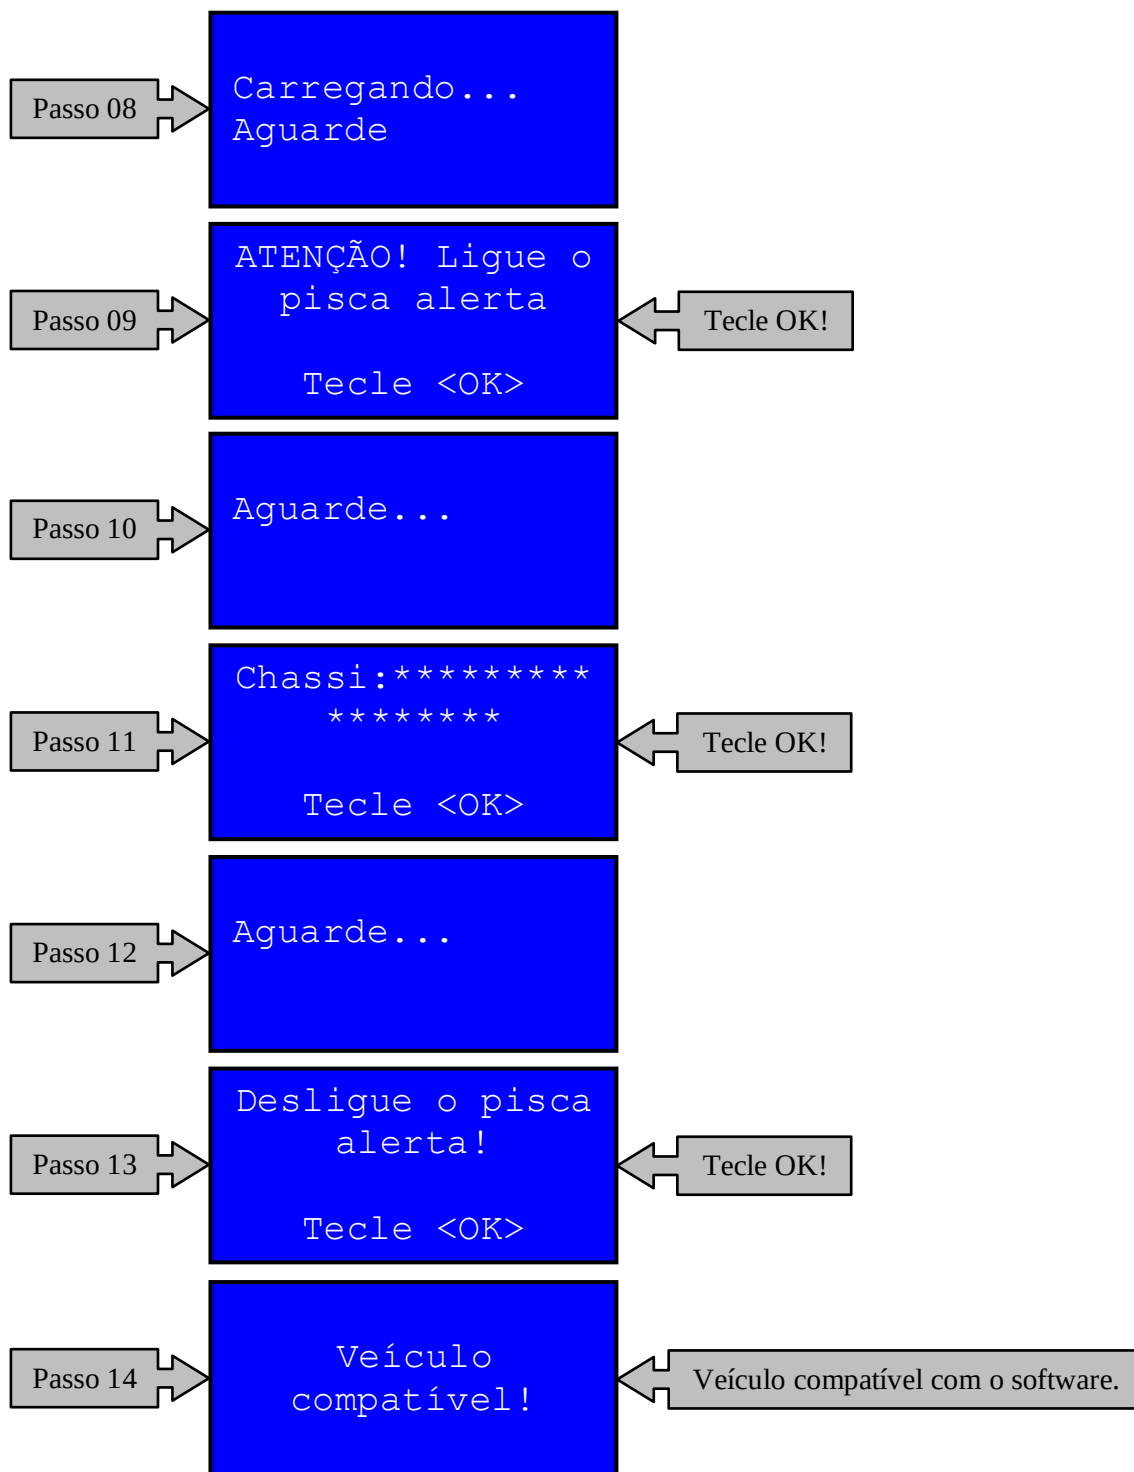 Passo 08
Carregando...
Aguarde
Passo 09
ATENÇÃO! Ligue o
pisca alerta
Tecle <OK>
Tecle OK!
Passo 10
Aguarde...
Passo 11
Chassi:*********
********
Tecle <OK>
Tecle OK!
Passo 12
Aguarde...
Passo 13
Desligue o pisca
alerta!
Tecle <OK>
Tecle OK!
Passo 14
Veículo
compatível!
Veículo compatível com o software.